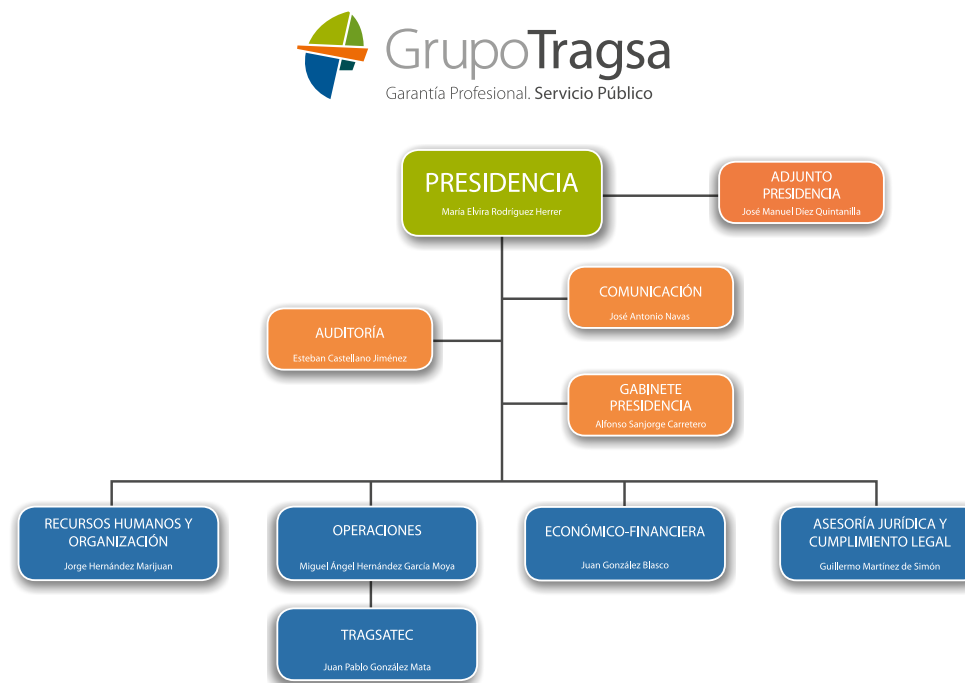 GrupoTragsa
Garantía Profesional. Servicio Público
PRESIDENCIA
María Elvira Rodríguez Herrer
ADJUNTO
PRESIDENCIA
José Manuel Díez Quintanilla
COMUNICACIÓN
José Antonio Navas
AUDITORÍA
Esteban Castellano Jiménez
GABINETE
PRESIDENCIA
Alfonso Sanjorge Carretero
RECURSOS HUMANOS Y
ORGANIZACIÓN
Jorge Hernández Marijuan
OPERACIONES
Miguel Ángel Hernández García Moya
ECONÓMICO-FINANCIERA
Juan González Blasco
ASESORÍA JURÍDICA Y
CUMPLIMIENTO LEGAL
Guillermo Martínez de Simón
TRAGSATEC
Juan Pablo González Mata